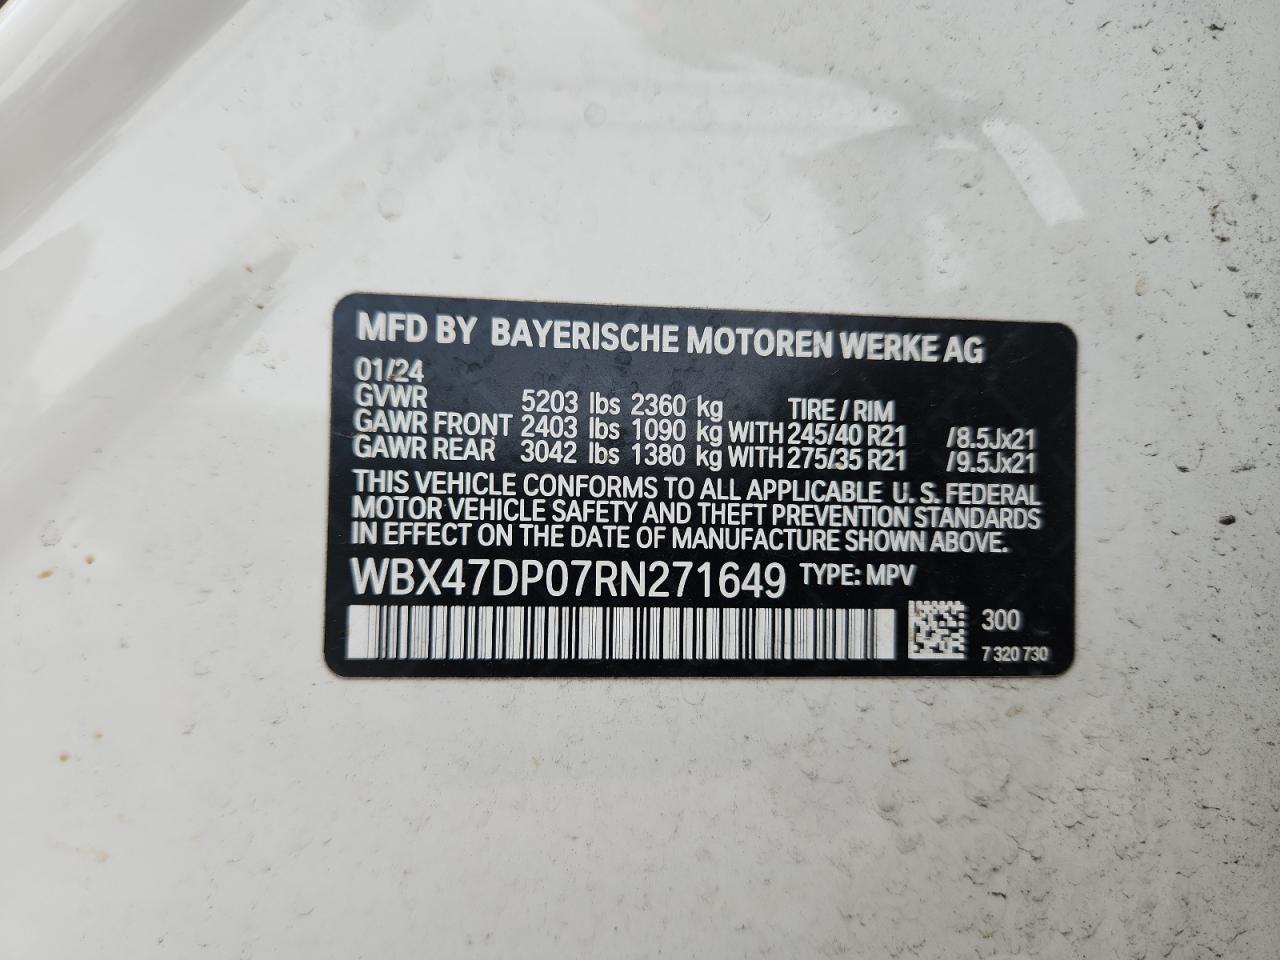 MFD BY BAYERISCHE MOTOREN WERKE AG
01/24
GVWR 5203 lbs 2360 kg TIRE / RIM
GAWR FRONT 2403 lbs 1090 kg WITH 245/40 R21 /8.5Jx21
GAWR REAR 3042 lbs 1380 kg WITH 275/35 R21 /9.5Jx21
THIS VEHICLE CONFORMS TO ALL APPLICABLE U. S. FEDERAL
MOTOR VEHICLE SAFETY AND THEFT PREVENTION STANDARDS
IN EFFECT ON THE DATE OF MANUFACTURE SHOWN ABOVE.
WBX47DP07RN271649 TYPE: MPV
300
7 320 730